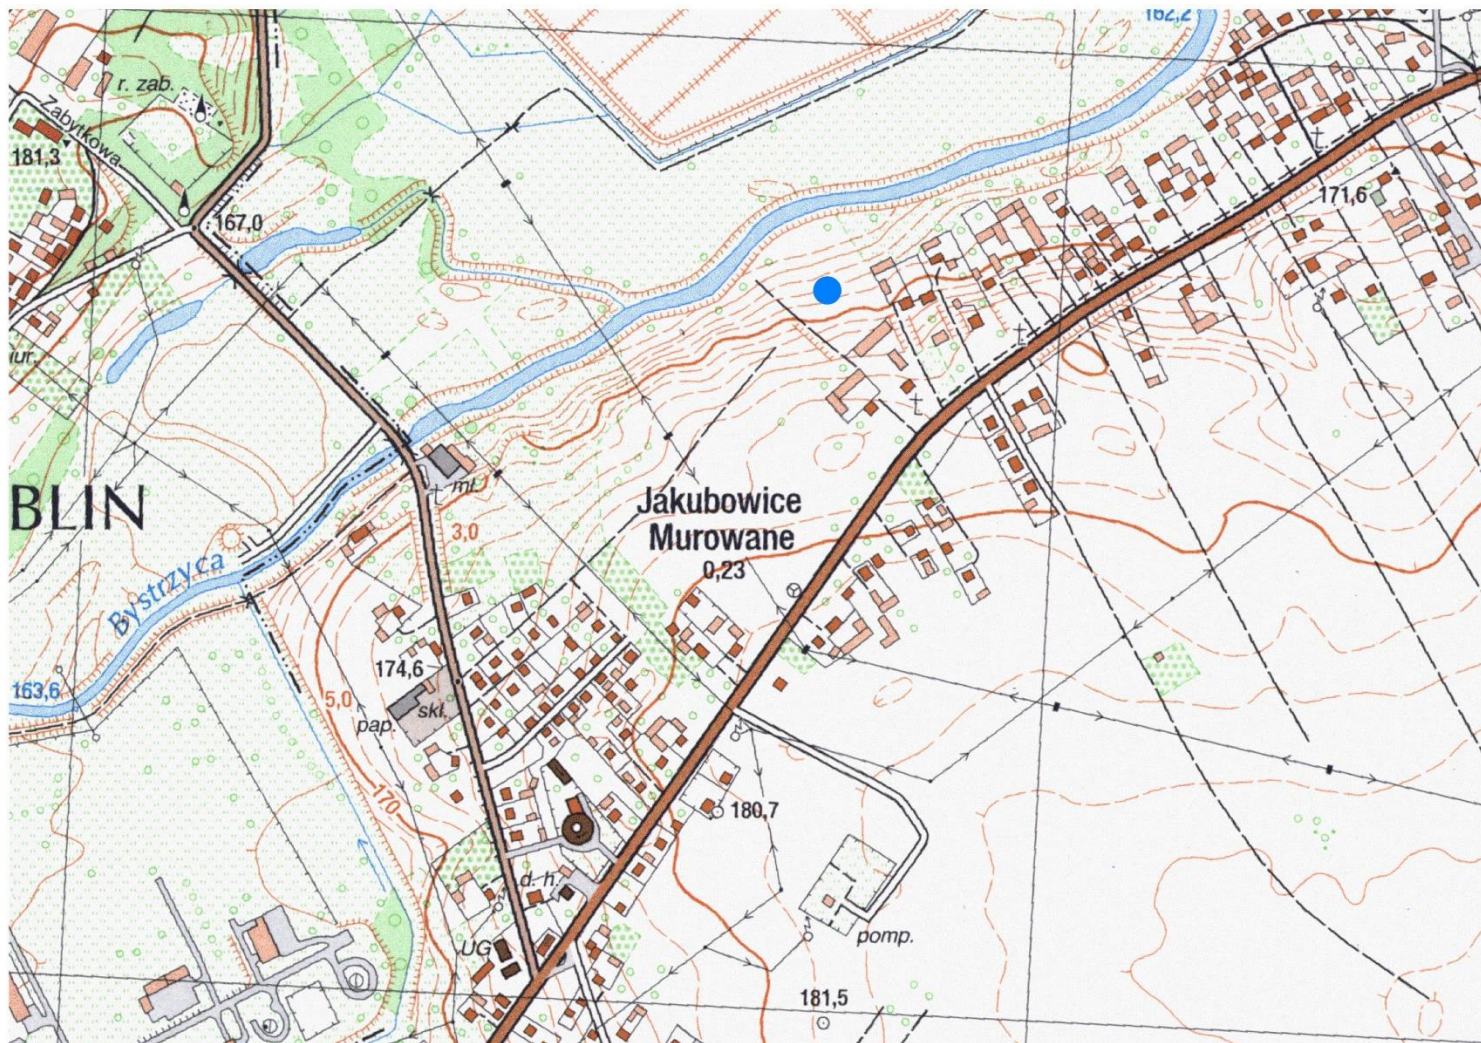 162,2
r. zab.
Zabytkowa
181,3
171,6
167,0
mł.
Jakubowice
Murowane
0,23
BLIN
3,0
Bystrzyca
174,6
163,6
5,0
skł.
pap.
170
180,7
d. h.
UG
pomp.
181,5